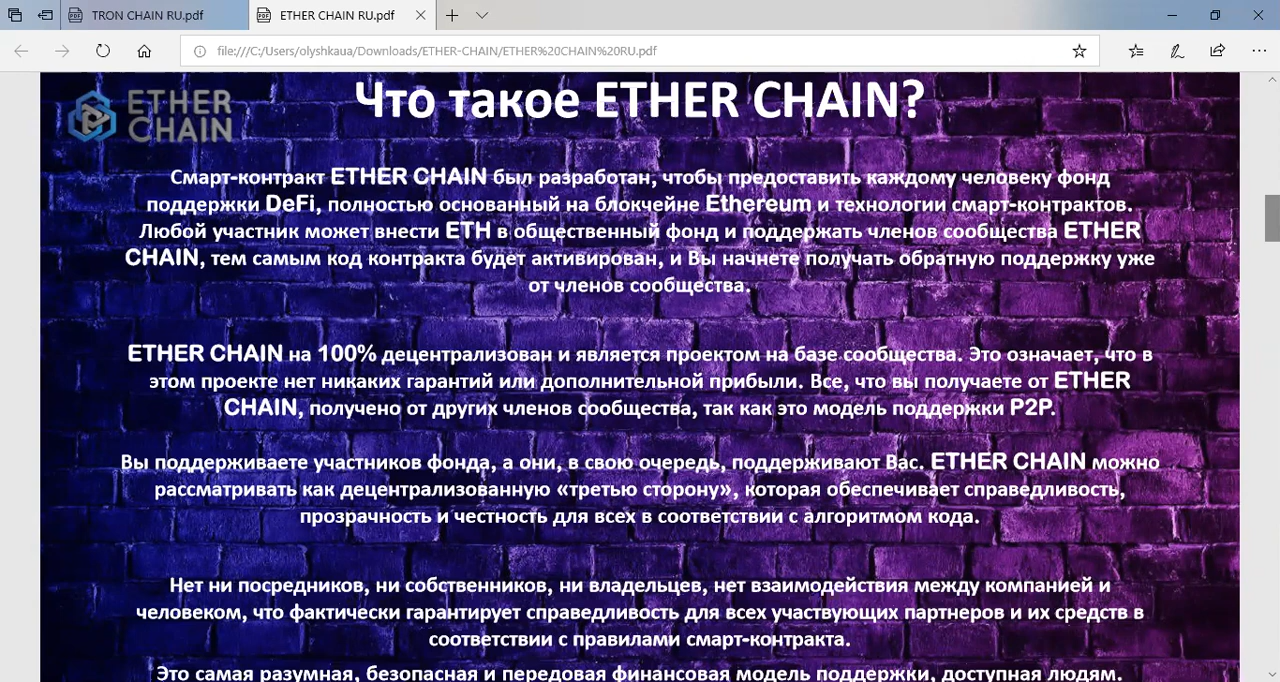 TRON CHAIN RU.pdf
ETHER CHAIN RU.pdf
file:///C:/Users/olyshkaua/Downloads/ETHER-CHAIN/ETHER%20CHAIN%20RU.pdf
ETHER
CHAIN
Что такое ETHER CHAIN?
Смарт-контракт ETHER CHAIN был разработан, чтобы предоставить каждому человеку фонд
поддержки DeFi, полностью основанный на блокчейне Ethereum и технологии смарт-контрактов.
Любой участник может внести ETH в общественный фонд и поддержать членов сообщества ETHER
CHAIN, тем самым код контракта будет активирован, и Вы начнете получать обратную поддержку уже
от членов сообщества.
ETHER CHAIN на 100% децентрализован и является проектом на базе сообщества. Это означает, что в
этом проекте нет никаких гарантий или дополнительной прибыли. Все, что вы получаете от ETHER
CHAIN, получено от других членов сообщества, так как это модель поддержки P2P.
Вы поддерживаете участников фонда, а они, в свою очередь, поддерживают Вас. ETHER CHAIN можно
рассматривать как децентрализованную «третью сторону», которая обеспечивает справедливость,
прозрачность и честность для всех в соответствии с алгоритмом кода.
Нет ни посредников, ни собственников, ни владельцев, нет взаимодействия между компанией и
человеком, что фактически гарантирует справедливость для всех участвующих партнеров и их средств в
соответствии с правилами смарт-контракта.
Это самая разумная, безопасная и передовая финансовая модель поддержки, доступная людям.